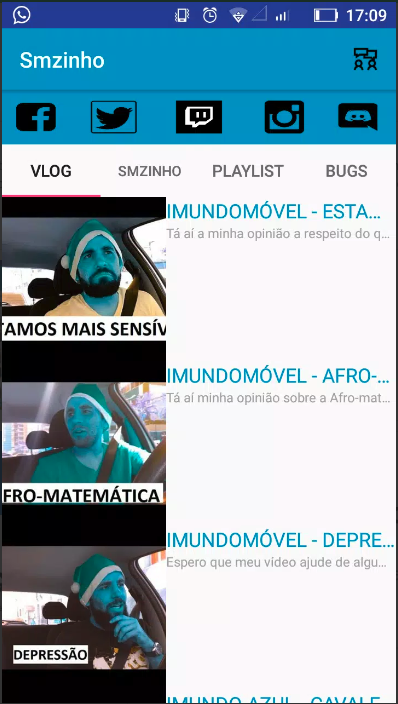 17:09
Smzinho
VLOG
SMZINHO
PLAYLIST
BUGS
IMUNDOMÓVEL - ESTA...
Tá aí a minha opinião a respeito do q...
TAMOS MAIS SENSÍV
IMUNDOMÓVEL - AFRO-...
Tá aí minha opinião sobre a Afro-mat...
FRO-MATEMÁTICA
IMUNDOMÓVEL - DEPRE...
Espero que meu vídeo ajude de algu...
DEPRESSÃO
IMUNDO AZUL - CAVALE